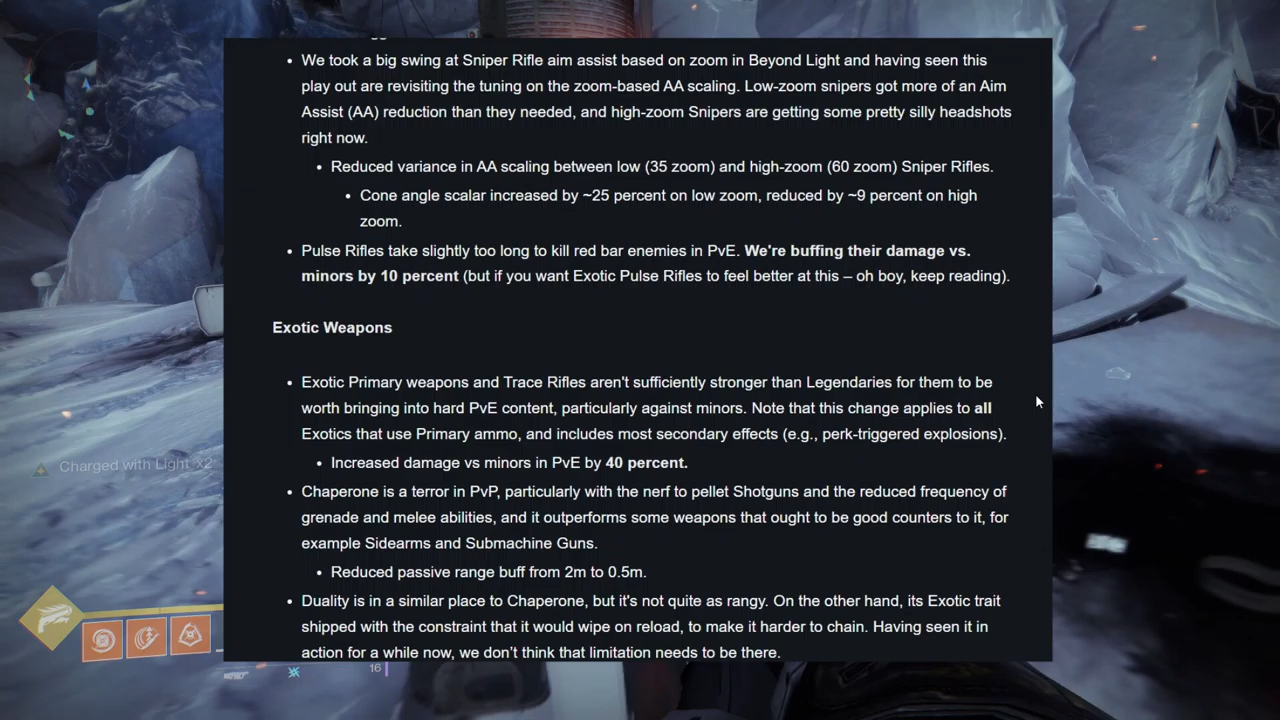 We took a big swing at Sniper Rifle aim assist based on zoom in Beyond Light and having seen this
play out are revisiting the tuning on the zoom-based AA scaling. Low-zoom snipers got more of an Aim
Assist (AA) reduction than they needed, and high-zoom Snipers are getting some pretty silly headshots
right now.
Reduced variance in AA scaling between low (35 zoom) and high-zoom (60 zoom) Sniper Rifles.
Cone angle scalar increased by ~25 percent on low zoom, reduced by ~9 percent on high
zoom.
Pulse Rifles take slightly too long to kill red bar enemies in PvE. We're buffing their damage vs.
minors by 10 percent (but if you want Exotic Pulse Rifles to feel better at this – oh boy, keep reading).
Exotic Weapons
Exotic Primary weapons and Trace Rifles aren't sufficiently stronger than Legendaries for them to be
worth bringing into hard PvE content, particularly against minors. Note that this change applies to all
Exotics that use Primary ammo, and includes most secondary effects (e.g., perk-triggered explosions).
Charged with Light x2
Increased damage vs minors in PvE by 40 percent.
Chaperone is a terror in PvP, particularly with the nerf to pellet Shotguns and the reduced frequency of
grenade and melee abilities, and it outperforms some weapons that ought to be good counters to it, for
example Sidearms and Submachine Guns.
Reduced passive range buff from 2m to 0.5m.
Duality is in a similar place to Chaperone, but it's not quite as rangy. On the other hand, its Exotic trait
shipped with the constraint that it would wipe on reload, to make it harder to chain. Having seen it in
action for a while now, we don't think that limitation needs to be there.
16